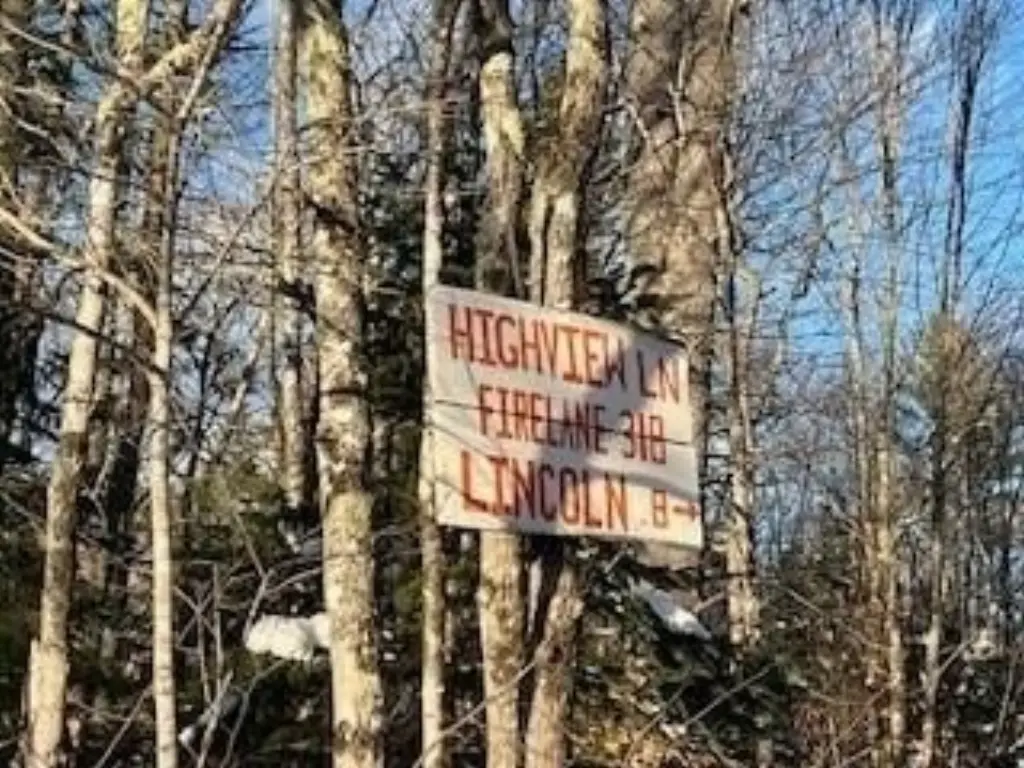 HIGHVIEW LN
FIRELANE 318
LINCOLN .8→